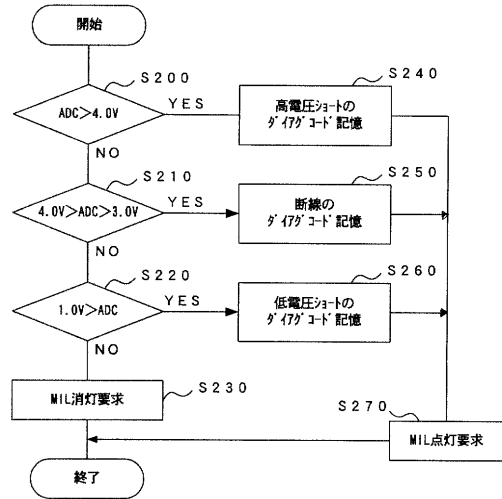 開始
S200
ADC>4.0V
YES
S240
高電圧ショートの
ダイアグコード記憶
NO
S210
4.0V>ADC>3.0V
YES
S250
断線の
ダイアグコード記憶
NO
S220
1.0V>ADC
YES
S260
低電圧ショートの
ダイアグコード記憶
NO
MIL消灯要求
S230
S270
MIL点灯要求
終了